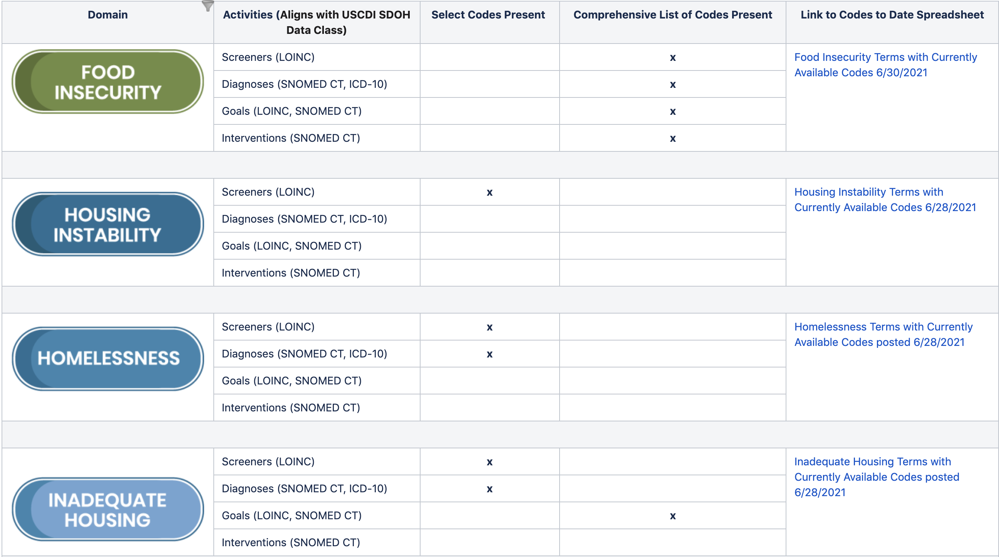 Domain
Activities (Aligns with USCDI SDOH
Data Class)
Select Codes Present
Comprehensive List of Codes Present
Link to Codes to Date Spreadsheet
FOOD
INSECURITY
Screeners (LOINC)
x
Diagnoses (SNOMED CT, ICD-10)
x
Goals (LOINC, SNOMED CT)
x
Interventions (SNOMED CT)
x
Food Insecurity Terms with Currently
Available Codes 6/30/2021
HOUSING
INSTABILITY
Screeners (LOINC)
x
Diagnoses (SNOMED CT, ICD-10)
Goals (LOINC, SNOMED CT)
Interventions (SNOMED CT)
Housing Instability Terms with
Currently Available Codes 6/28/2021
HOMELESSNESS
Screeners (LOINC)
x
Diagnoses (SNOMED CT, ICD-10)
x
Goals (LOINC, SNOMED CT)
Interventions (SNOMED CT)
Homelessness Terms with Currently
Available Codes posted 6/28/2021
INADEQUATE
HOUSING
Screeners (LOINC)
x
Diagnoses (SNOMED CT, ICD-10)
x
Goals (LOINC, SNOMED CT)
x
Interventions (SNOMED CT)
Inadequate Housing Terms with
Currently Available Codes posted
6/28/2021